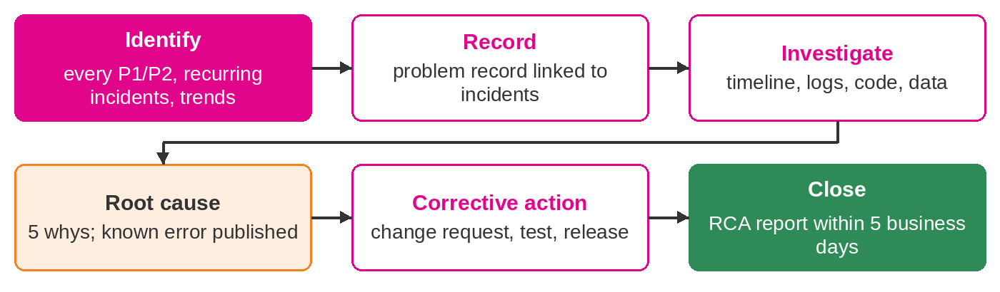 Identify
every P1/P2, recurring
incidents, trends
Record
problem record linked to
incidents
Investigate
timeline, logs, code, data
Root cause
5 whys; known error published
Corrective action
change request, test, release
Close
RCA report within 5 business
days